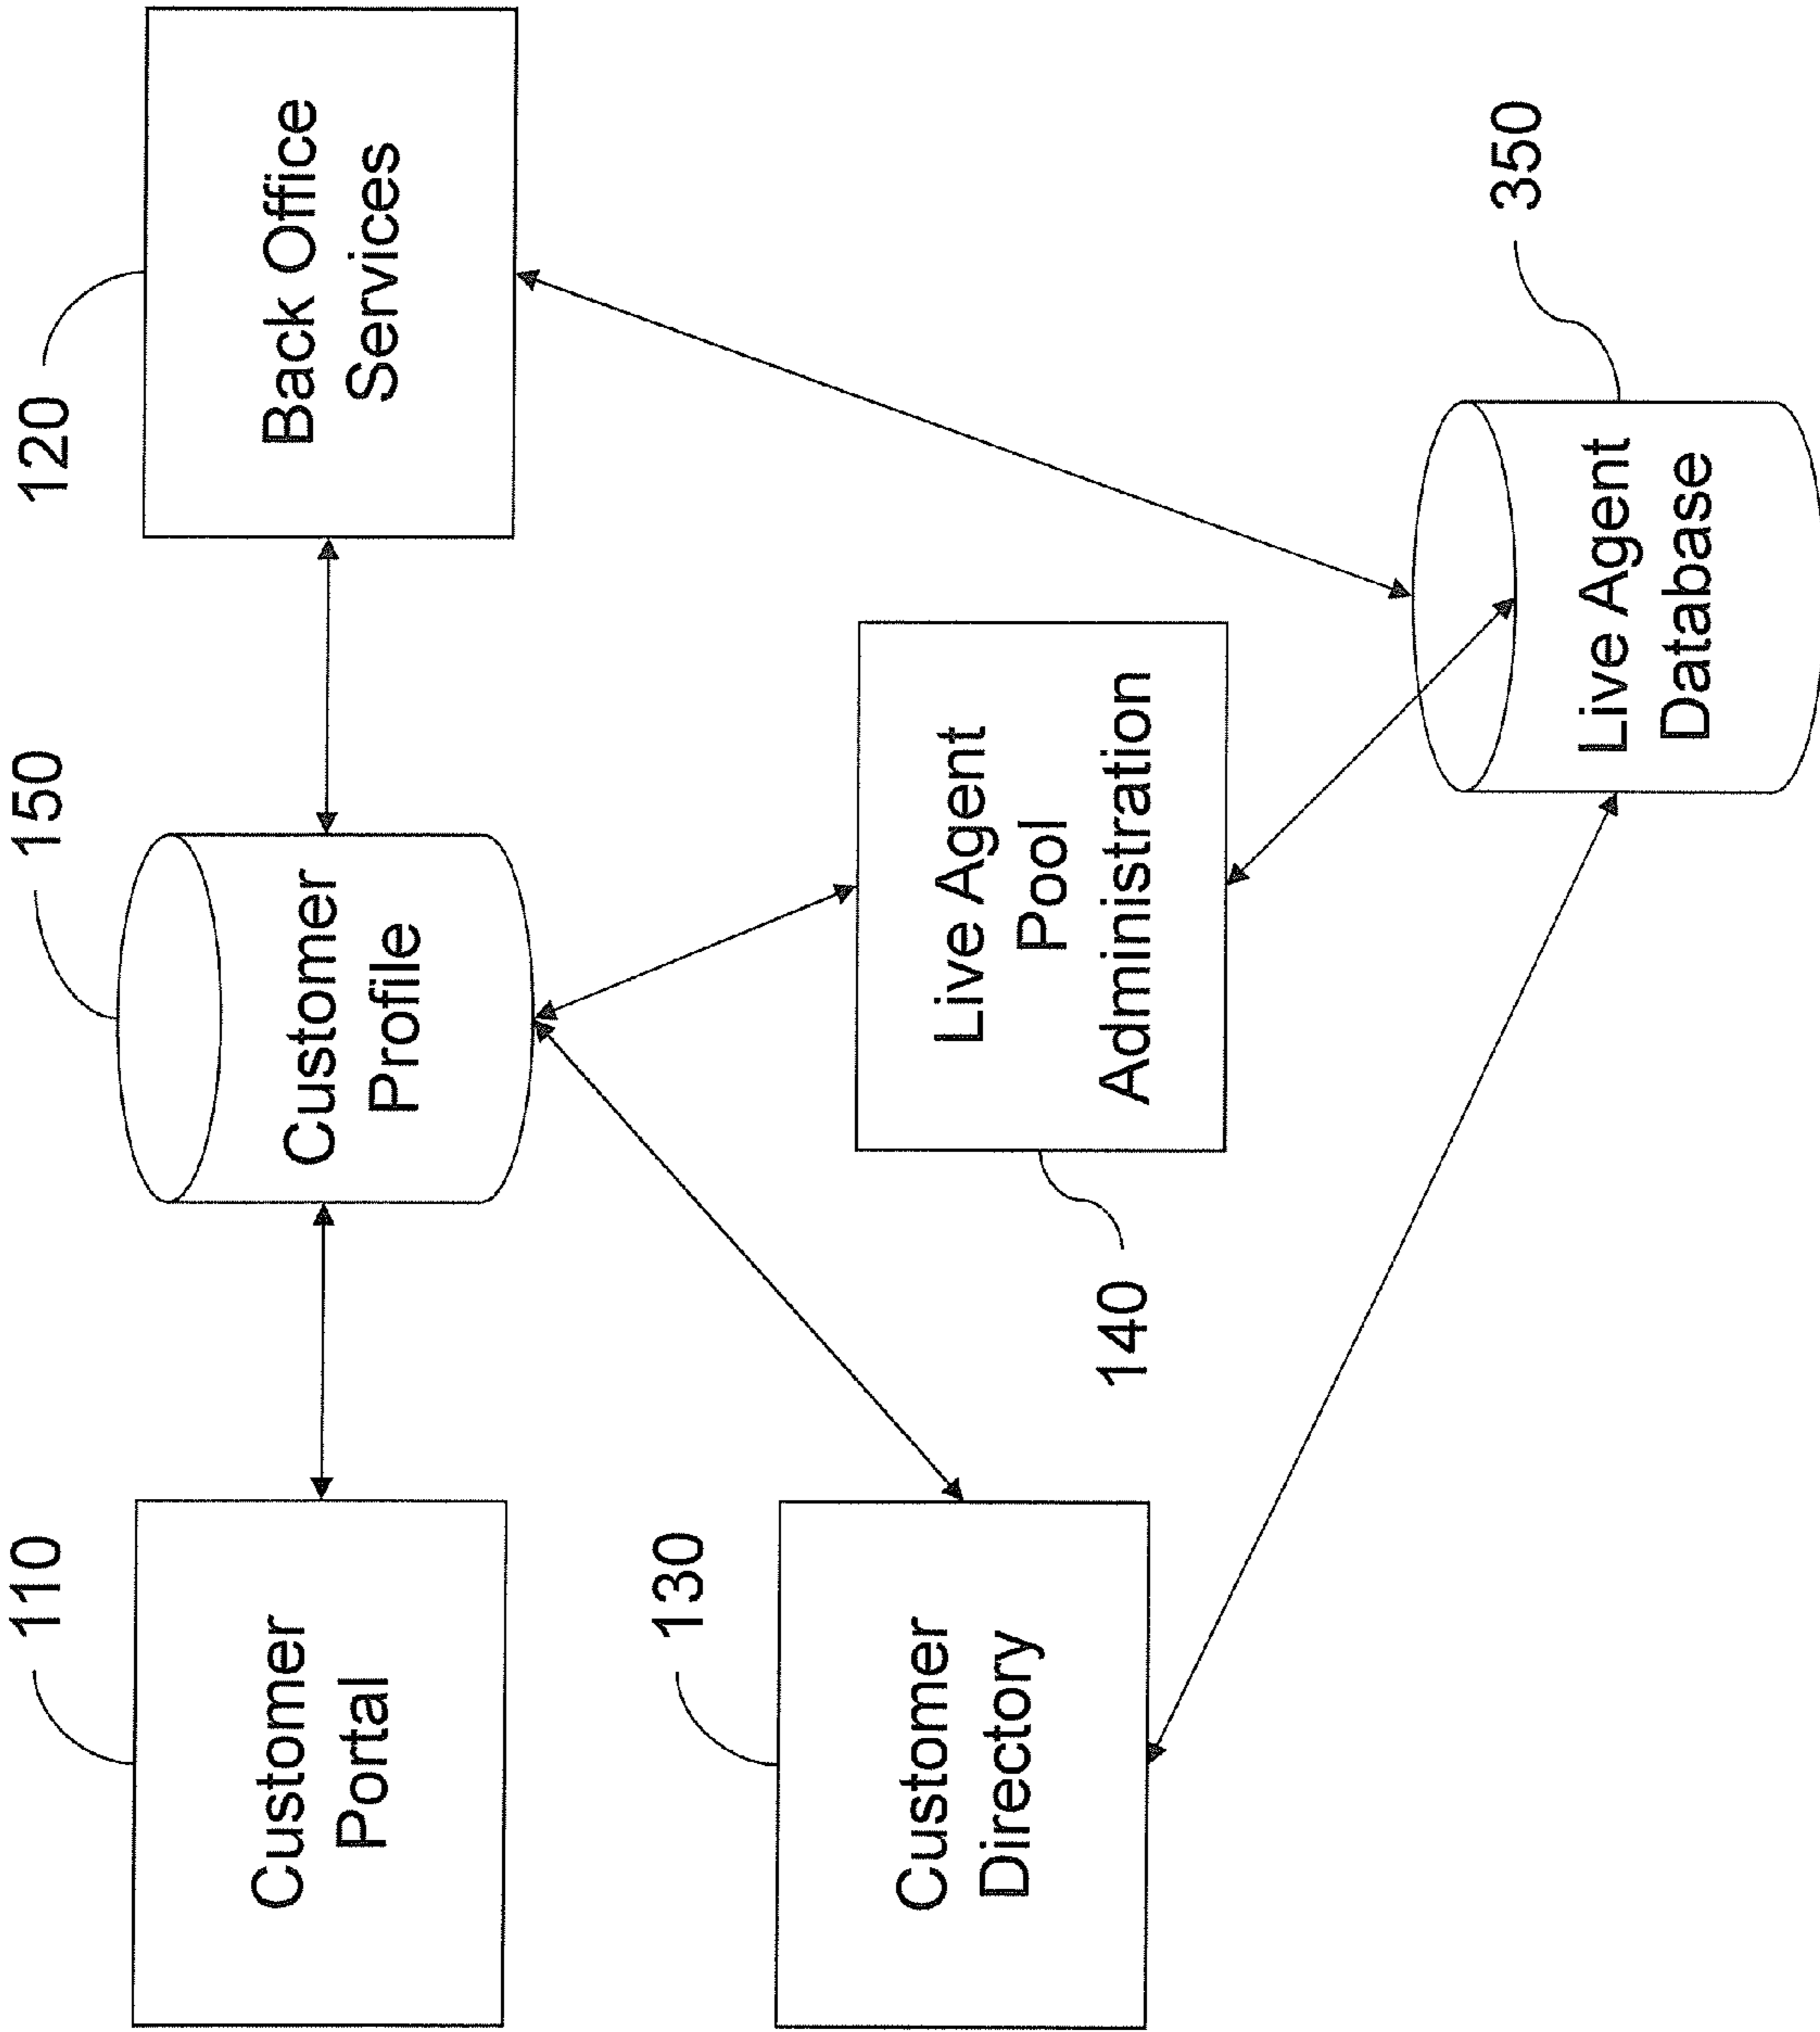 110
Customer
Portal
150
Customer
Profile
120
Back Office
Services
130
Customer
Directory
140
Live Agent
Pool
Administration
350
Live Agent
Database